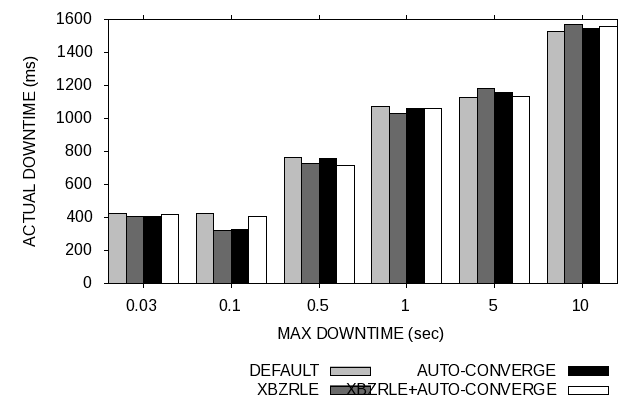 1600
1400
1200
1000
800
600
400
200
0
ACTUAL DOWNTIME (ms)
0.03 0.1 0.5 1 5 10
MAX DOWNTIME (sec)
DEFAULT AUTO-CONVERGE
XBZRLE XBZRLE+AUTO-CONVERGE